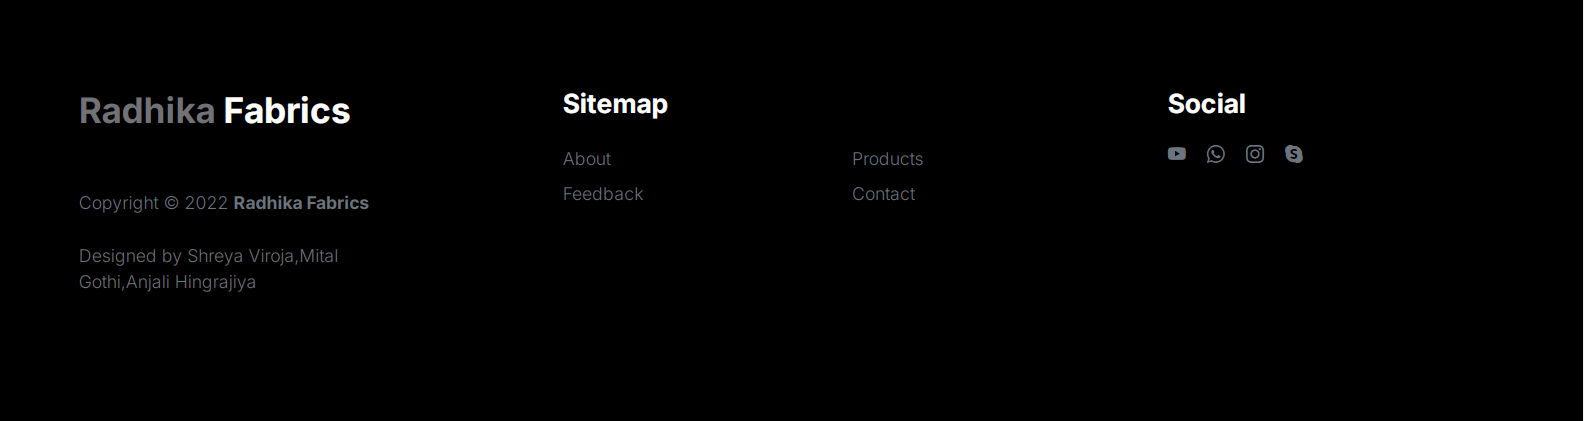 Radhika Fabrics
Copyright © 2022 Radhika Fabrics
Designed by Shreya Viroja,Mital
Gothi,Anjali Hingrajiya
Sitemap
About
Feedback
Products
Contact
Social